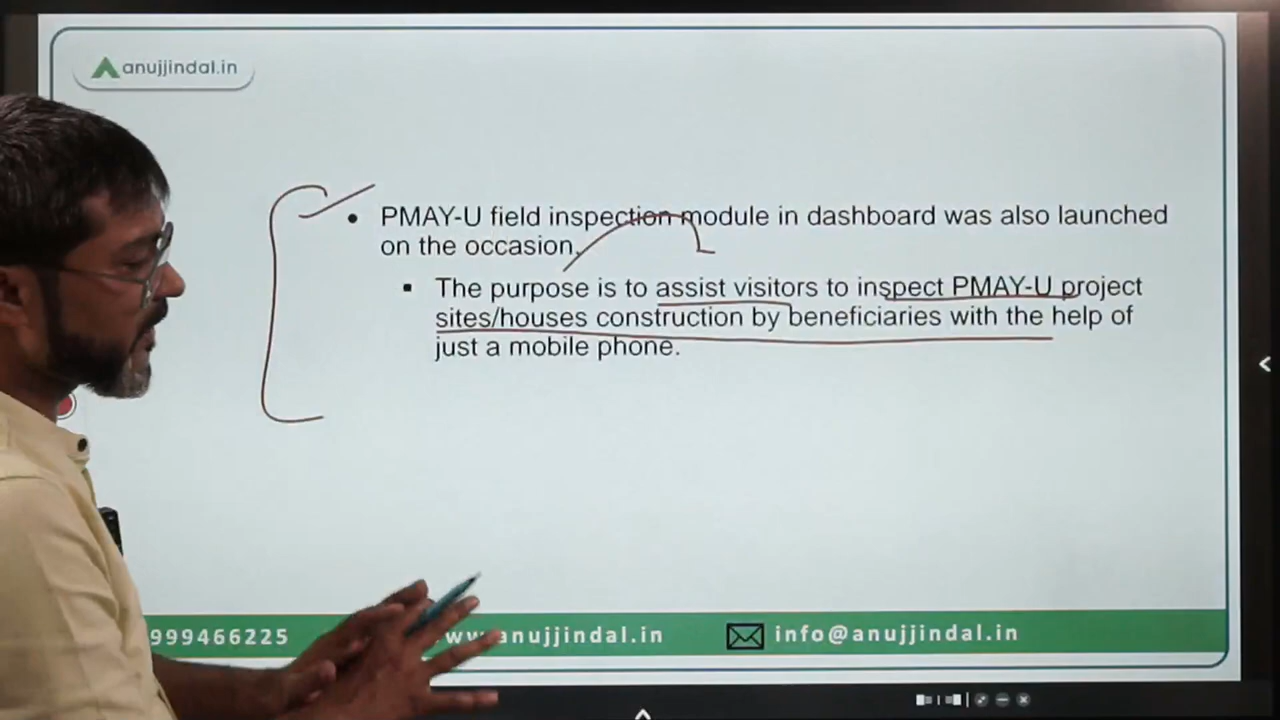 anujjindal.in
• PMAY-U field inspection module in dashboard was also launched
on the occasion.
▪ The purpose is to assist visitors to inspect PMAY-U project
sites/houses construction by beneficiaries with the help of
just a mobile phone.
999466225
anujjindal.in
info@anujjindal.in